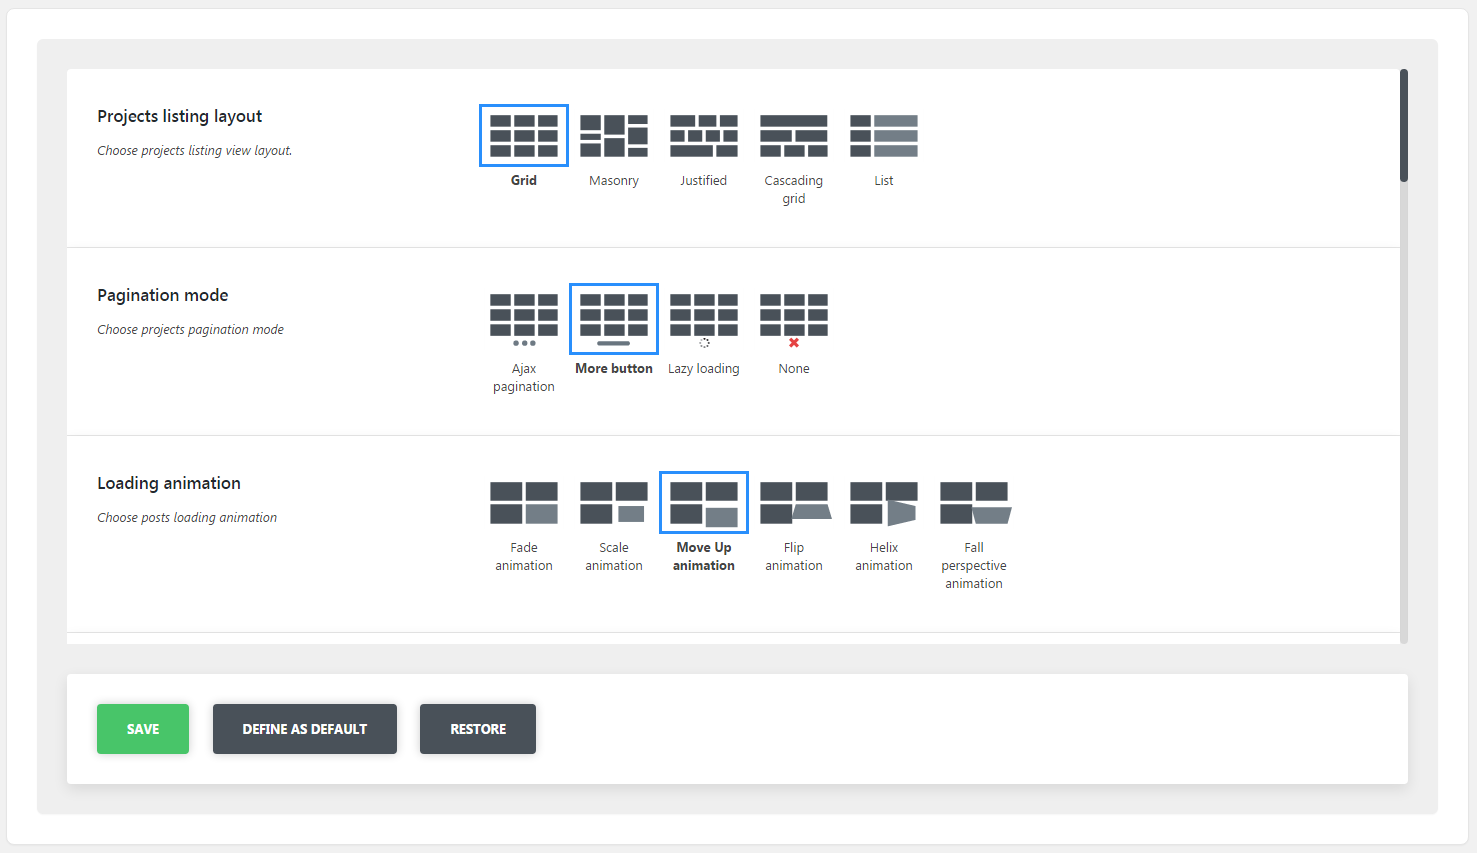 Projects listing layout
Choose projects listing view layout.
Grid
Masonry
Justified
Cascading
grid
List
Pagination mode
Choose projects pagination mode
Ajax
pagination
More button
Lazy loading
None
Loading animation
Choose posts loading animation
Fade
animation
Scale
animation
Move Up
animation
Flip
animation
Helix
animation
Fall
perspective
animation
SAVE
DEFINE AS DEFAULT
RESTORE